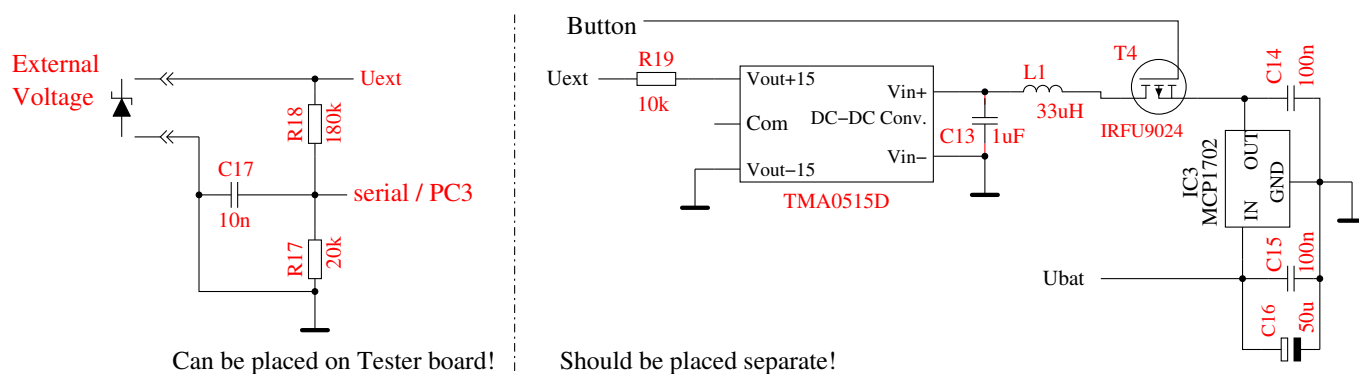 External
Voltage
Uext
R18
180k
C17
10n
serial / PC3
R17
20k
Can be placed on Tester board!
Button
Uext
R19
10k
Vout+15
Com
Vout−15
Vin+
DC−DC Conv.
Vin−
TMA0515D
C13
1uF
L1
33uH
T4
IRFU9024
C14
100n
IC3
MCP1702
OUT
GND
IN
Ubat
C15
100n
C16
50u
Should be placed separate!